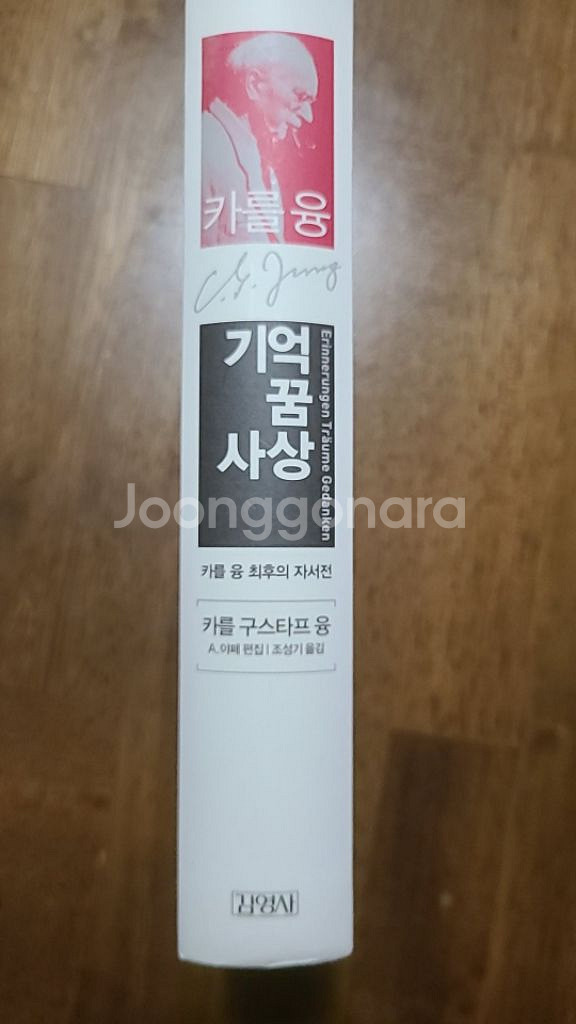 카를 융
C.G. Jung
기억
꿈
사상
Erinnerungen Träume Gedanken
Joonggonara
카를 융 최후의 자서전
카를 구스타프 융
A. 야페 편집 | 조성기 옮김
김영사